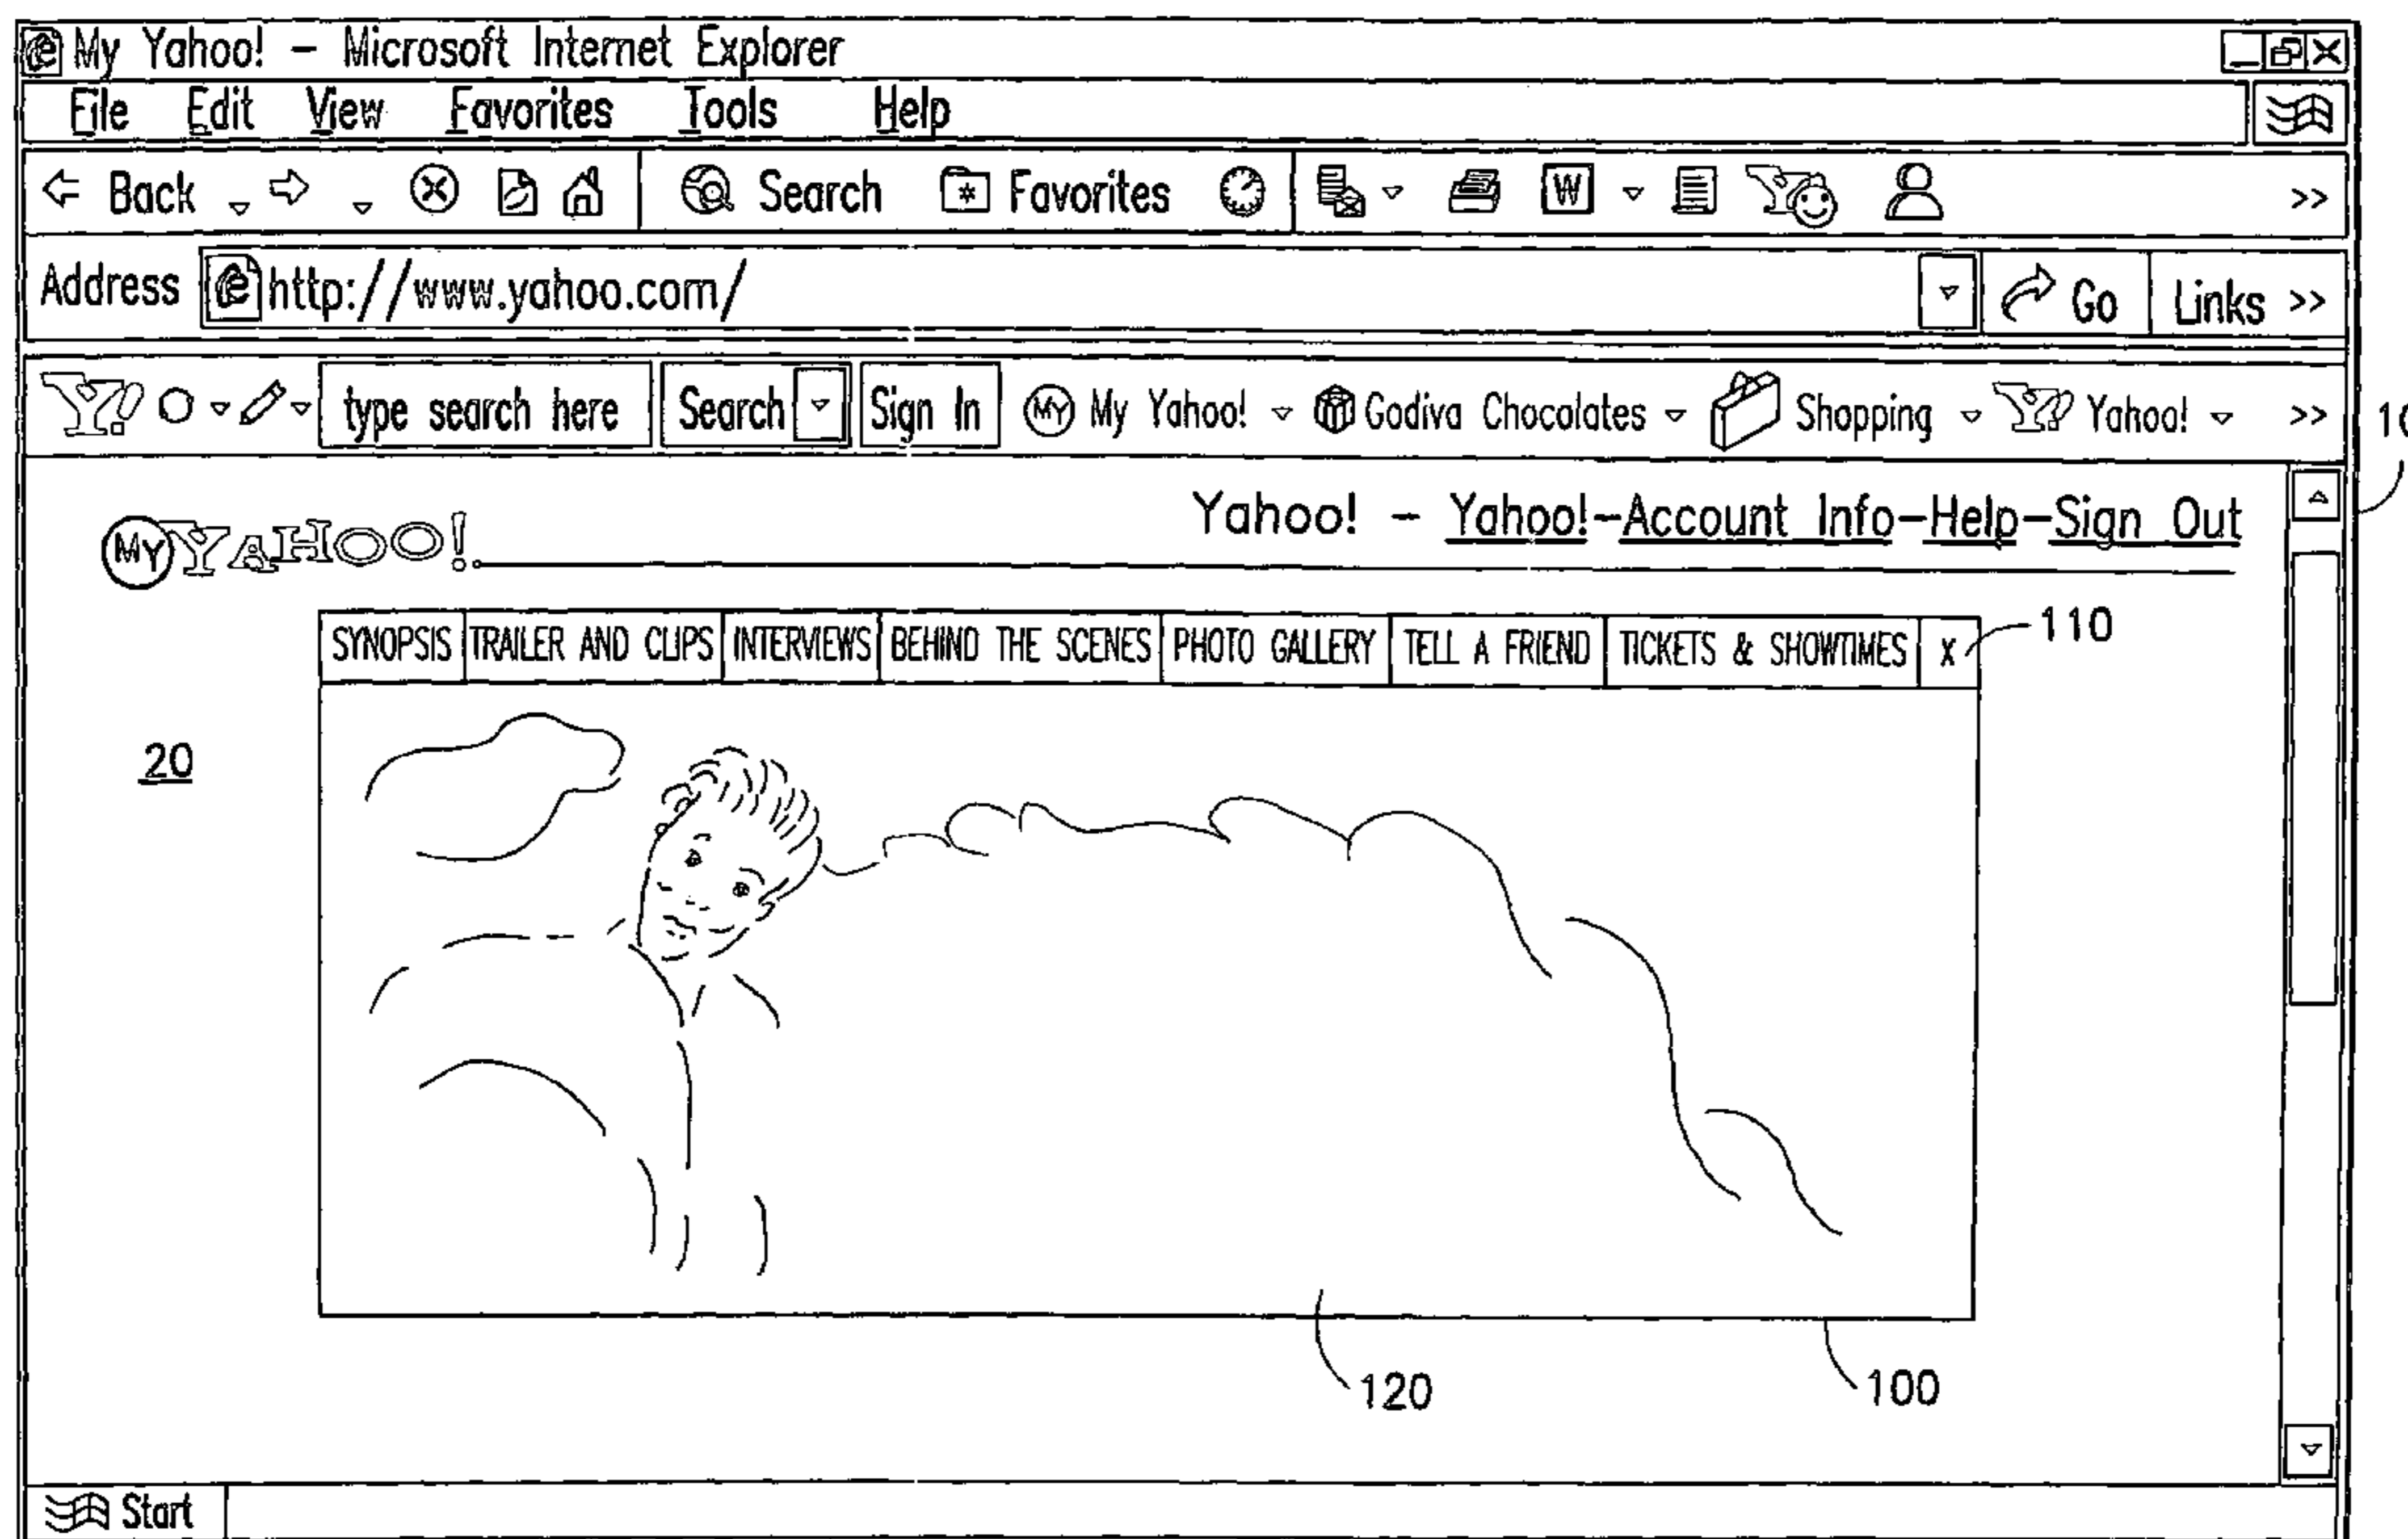 My Yahoo! – Microsoft Internet Explorer
File Edit View Favorites Tools Help
Back Search Favorites W
Address http://www.yahoo.com/ Go Links >>
Y! type search here Search Sign In MY My Yahoo! Godiva Chocolates Shopping Y! Yahoo! >>
Yahoo! – Yahoo!–Account Info–Help–Sign Out
MY YAHOO!
SYNOPSIS TRAILER AND CLIPS INTERVIEWS BEHIND THE SCENES PHOTO GALLERY TELL A FRIEND TICKETS & SHOWTIMES X 110
20
120 100
Start